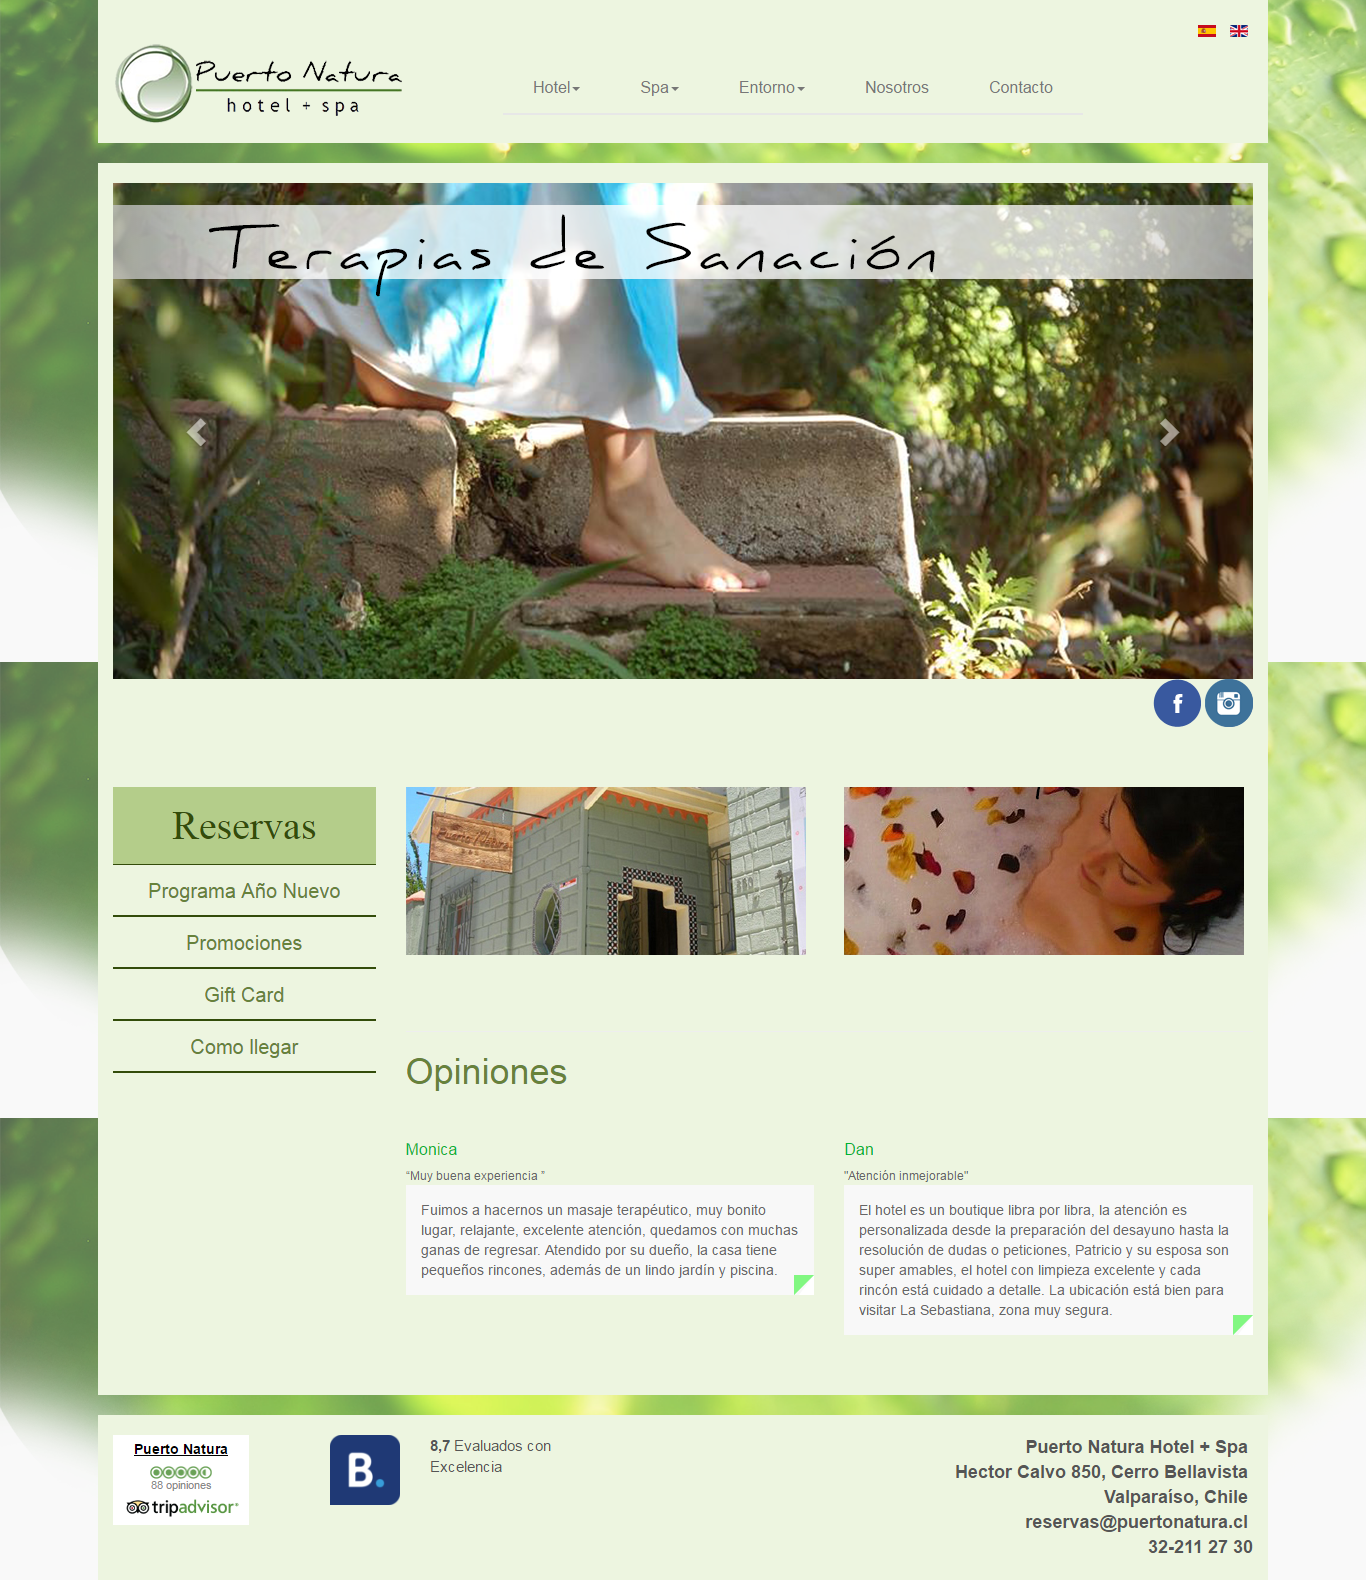 Puerto Natura
hotel + spa
Hotel
Spa
Entorno
Nosotros
Contacto
Terapias de Sanación
Reservas
Programa Año Nuevo
Promociones
Gift Card
Como llegar
Opiniones
Monica
“Muy buena experiencia ”
Fuimos a hacernos un masaje terapéutico, muy bonito
lugar, relajante, excelente atención, quedamos con muchas
ganas de regresar. Atendido por su dueño, la casa tiene
pequeños rincones, además de un lindo jardín y piscina.
Dan
"Atención inmejorable"
El hotel es un boutique libra por libra, la atención es
personalizada desde la preparación del desayuno hasta la
resolución de dudas o peticiones, Patricio y su esposa son
super amables, el hotel con limpieza excelente y cada
rincón está cuidado a detalle. La ubicación está bien para
visitar La Sebastiana, zona muy segura.
Puerto Natura
88 opiniones
tripadvisor®
B.
8,7 Evaluados con
Excelencia
Puerto Natura Hotel + Spa
Hector Calvo 850, Cerro Bellavista
Valparaíso, Chile
reservas@puertonatura.cl
32-211 27 30